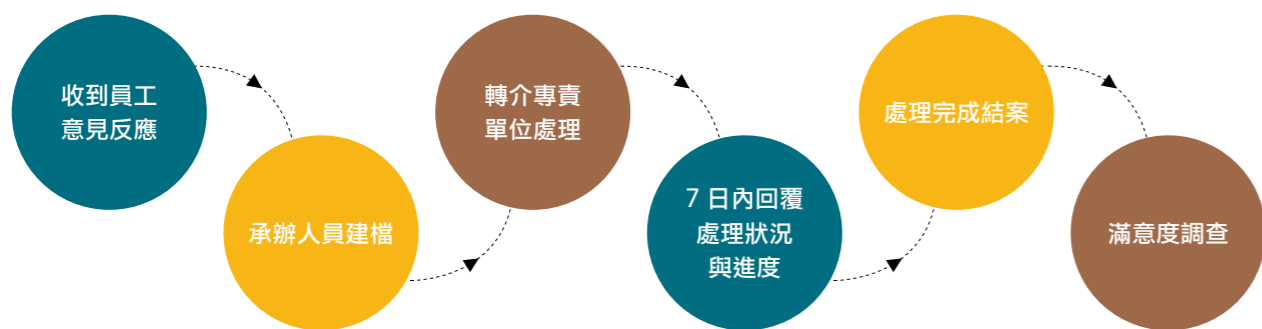 收到員工
意見反應
承辦人員建檔
轉介專責
單位處理
7 日內回覆
處理狀況
與進度
處理完成結案
滿意度調查